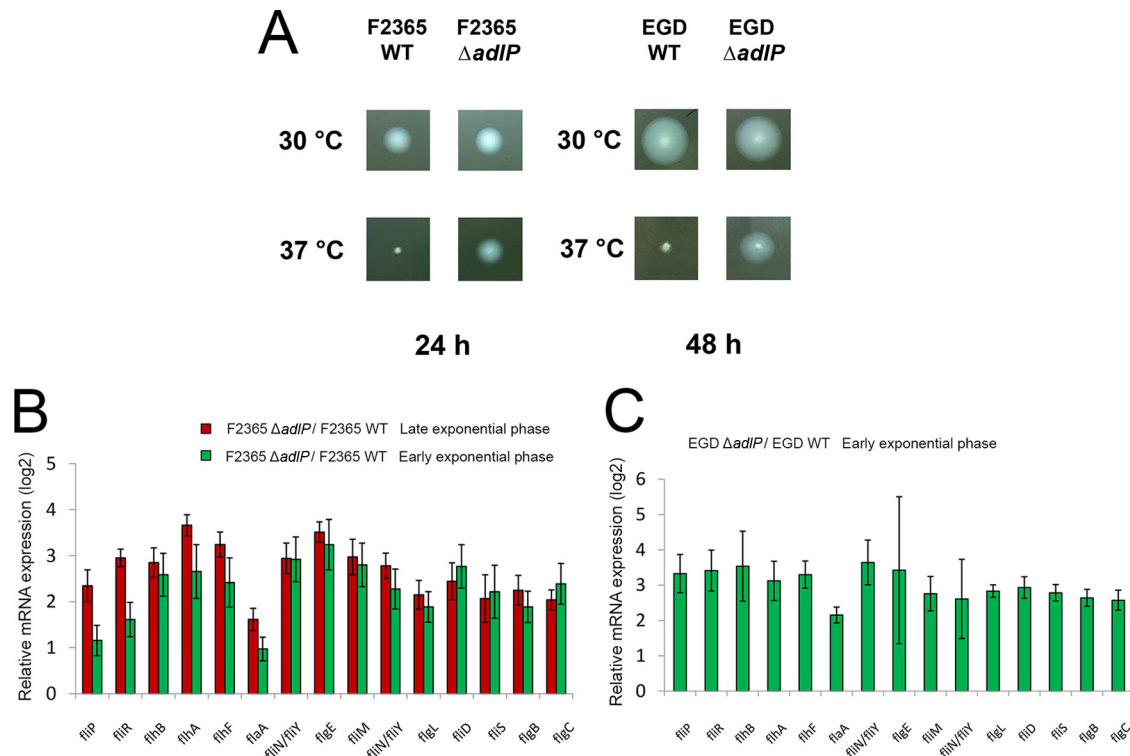 A
F2365 WT
F2365 ΔadlP
EGD WT
EGD ΔadlP
30 °C
30 °C
37 °C
37 °C
24 h
48 h
B
F2365 ΔadlP/ F2365 WT Late exponential phase
F2365 ΔadlP/ F2365 WT Early exponential phase
Relative mRNA expression (log2)
5
4
3
2
1
0
fliP
fliR
flhB
flhA
flhF
flaA
fliN/fliY
flgE
fliM
fliN/fliY
flgL
fliD
fliS
flgB
flgC
C
EGD ΔadlP/ EGD WT Early exponential phase
Relative mRNA expression (log2)
6
5
4
3
2
1
0
fliP
fliR
flhB
flhA
flhF
flaA
fliN/fliY
flgE
fliM
fliN/fliY
flgL
fliD
fliS
flgB
flgC